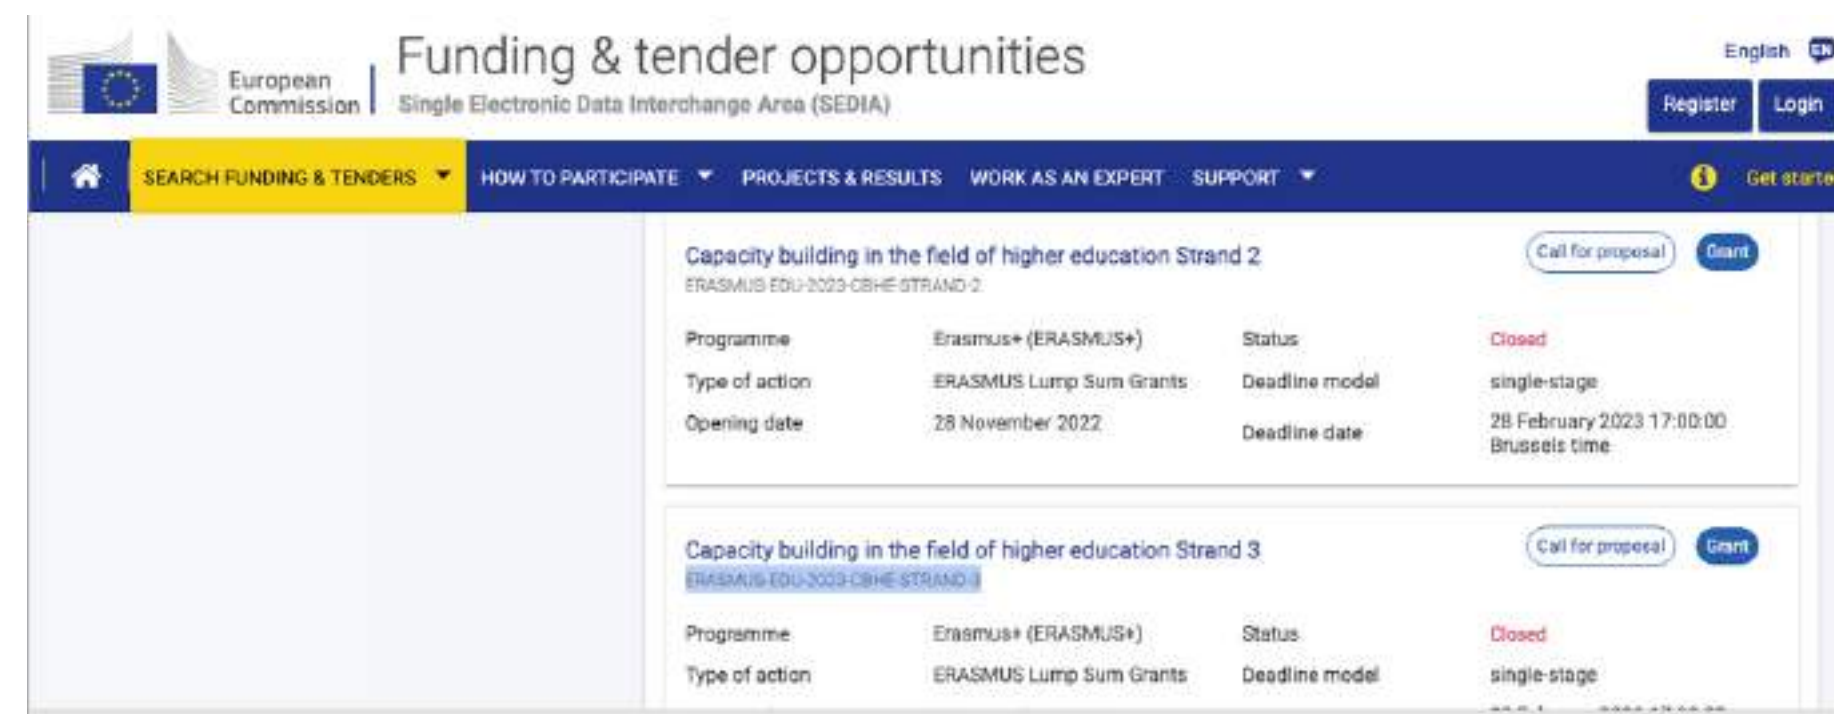 European
Commission
Funding & tender opportunities
Single Electronic Data Interchange Area (SEDIA)
English EN
Register Login
SEARCH FUNDING & TENDERS HOW TO PARTICIPATE PROJECTS & RESULTS WORK AS AN EXPERT SUPPORT Get starte
Capacity building in the field of higher education Strand 2 Call for proposal Grant
ERASMUS-EDU-2023-CBHE-STRAND-2
Programme Erasmus+ (ERASMUS+) Status Closed
Type of action ERASMUS Lump Sum Grants Deadline model single-stage
Opening date 28 November 2022 Deadline date 28 February 2023 17:00:00
Brussels time
Capacity building in the field of higher education Strand 3 Call for proposal Grant
ERASMUS-EDU-2023-CBHE-STRAND-3
Programme Erasmus+ (ERASMUS+) Status Closed
Type of action ERASMUS Lump Sum Grants Deadline model single-stage